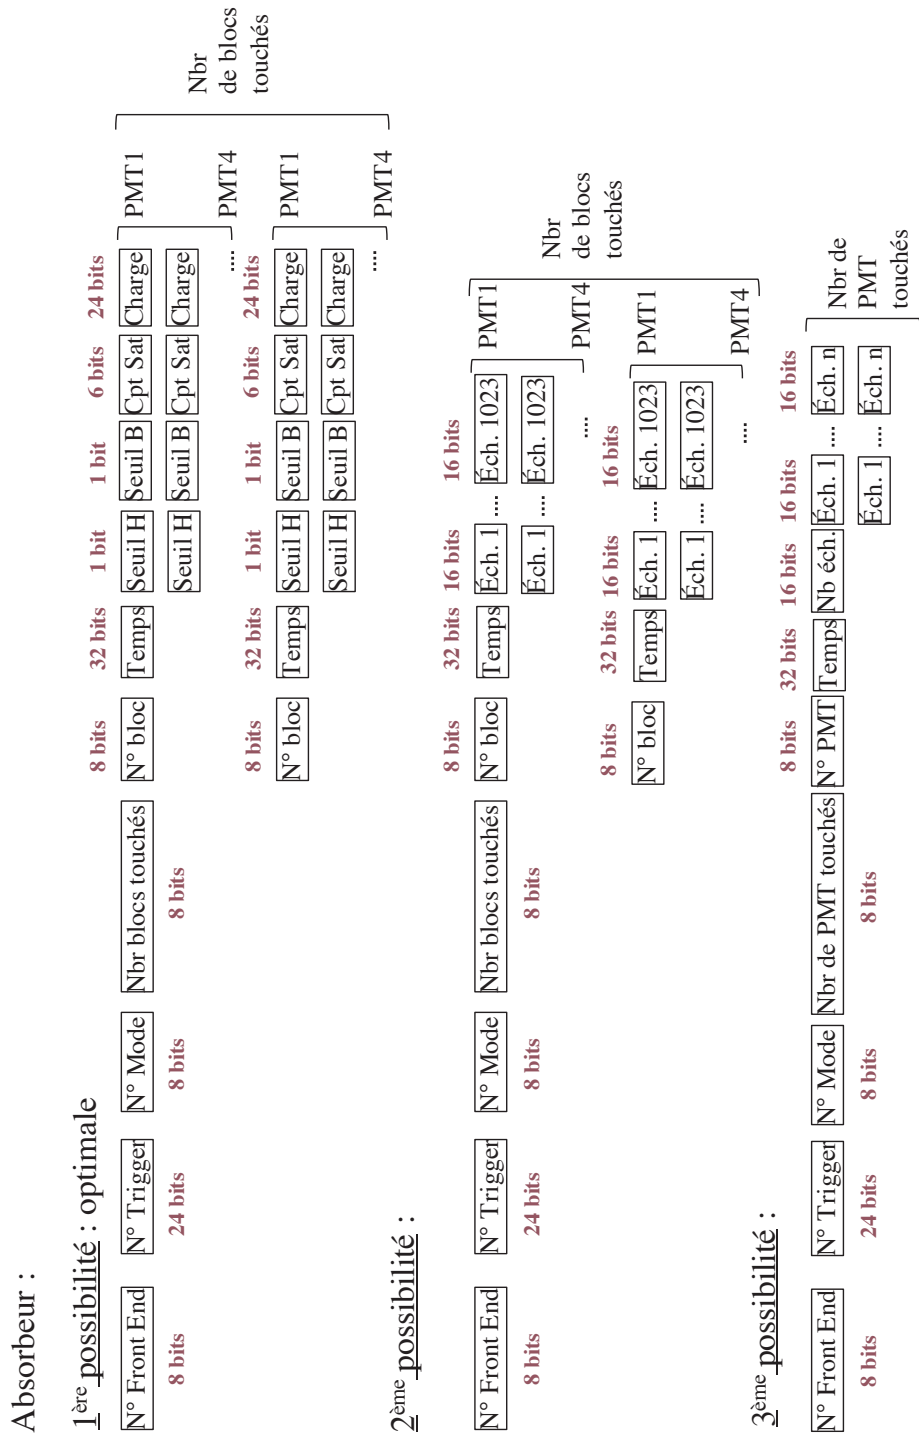 Absorbeur :
1ère possibilité : optimale
8 bits 32 bits 1 bit 1 bit 6 bits 24 bits
N° Front End N° Trigger N° Mode Nbr blocs touchés N° bloc Temps Seuil H Seuil B Cpt Sat Charge PMT1
8 bits 24 bits 8 bits 8 bits
Seuil H Seuil B Cpt Sat Charge
.... PMT4
8 bits 32 bits 1 bit 1 bit 6 bits 24 bits
N° bloc Temps Seuil H Seuil B Cpt Sat Charge PMT1
Seuil H Seuil B Cpt Sat Charge
.... PMT4
Nbr
de blocs
touchés
2ème possibilité :
8 bits 32 bits 16 bits 16 bits
N° Front End N° Trigger N° Mode Nbr blocs touchés N° bloc Temps Éch. 1 .... Éch. 1023 PMT1
8 bits 24 bits 8 bits 8 bits
Éch. 1 .... Éch. 1023
.... PMT4
8 bits 32 bits 16 bits 16 bits
N° bloc Temps Éch. 1 .... Éch. 1023 PMT1
Éch. 1 .... Éch. 1023
.... PMT4
Nbr
de blocs
touchés
3ème possibilité :
8 bits 32 bits 16 bits 16 bits 16 bits
N° Front End N° Trigger N° Mode Nbr de PMT touchés N° PMT Temps Nb éch. Éch. 1 .... Éch. n
8 bits 24 bits 8 bits 8 bits
Éch. 1 .... Éch. n
Nbr de
PMT
touchés